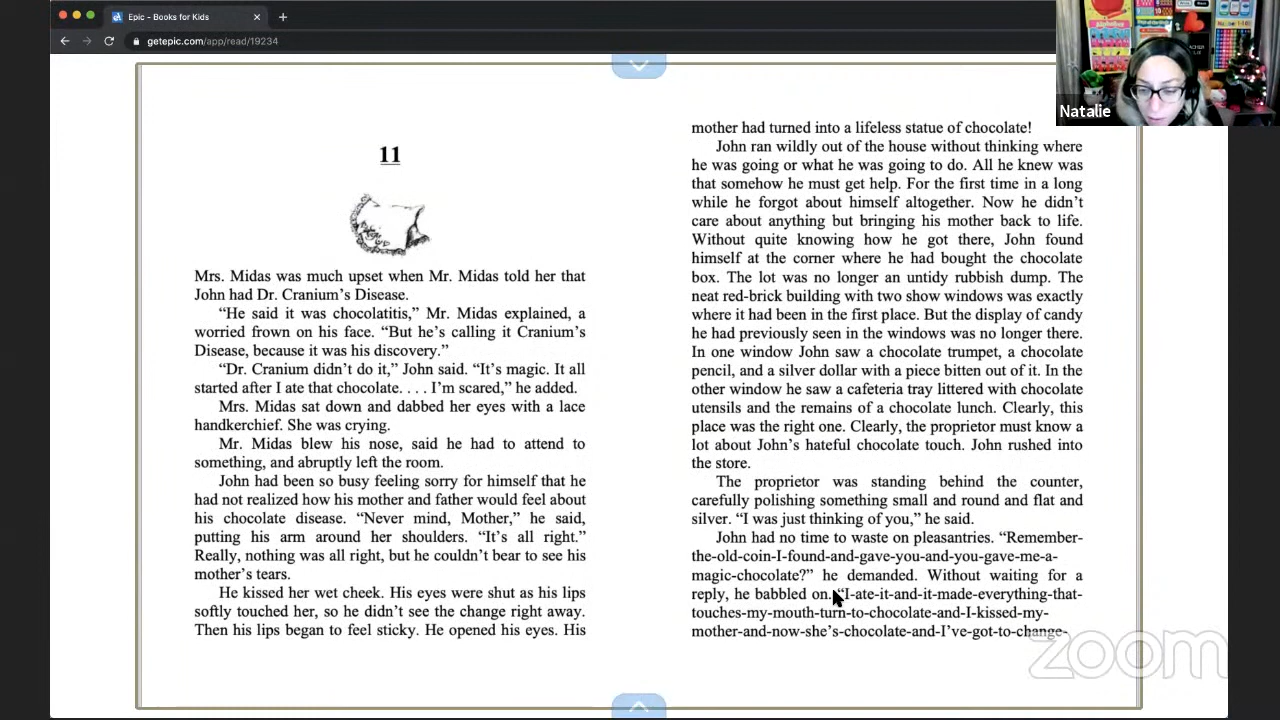 Epic - Books for Kids
getepic.com/app/read/19234
Natalie
11
Mrs. Midas was much upset when Mr. Midas told her that
John had Dr. Cranium's Disease.
"He said it was chocolatitis," Mr. Midas explained, a
worried frown on his face. "But he's calling it Cranium's
Disease, because it was his discovery."
"Dr. Cranium didn't do it," John said. "It's magic. It all
started after I ate that chocolate. . . . I'm scared," he added.
Mrs. Midas sat down and dabbed her eyes with a lace
handkerchief. She was crying.
Mr. Midas blew his nose, said he had to attend to
something, and abruptly left the room.
John had been so busy feeling sorry for himself that he
had not realized how his mother and father would feel about
his chocolate disease. "Never mind, Mother," he said,
putting his arm around her shoulders. "It's all right."
Really, nothing was all right, but he couldn't bear to see his
mother's tears.
He kissed her wet cheek. His eyes were shut as his lips
softly touched her, so he didn't see the change right away.
Then his lips began to feel sticky. He opened his eyes. His
mother had turned into a lifeless statue of chocolate!
John ran wildly out of the house without thinking where
he was going or what he was going to do. All he knew was
that somehow he must get help. For the first time in a long
while he forgot about himself altogether. Now he didn't
care about anything but bringing his mother back to life.
Without quite knowing how he got there, John found
himself at the corner where he had bought the chocolate
box. The lot was no longer an untidy rubbish dump. The
neat red-brick building with two show windows was exactly
where it had been in the first place. But the display of candy
he had previously seen in the windows was no longer there.
In one window John saw a chocolate trumpet, a chocolate
pencil, and a silver dollar with a piece bitten out of it. In the
other window he saw a cafeteria tray littered with chocolate
utensils and the remains of a chocolate lunch. Clearly, this
place was the right one. Clearly, the proprietor must know a
lot about John's hateful chocolate touch. John rushed into
the store.
The proprietor was standing behind the counter,
carefully polishing something small and round and flat and
silver. "I was just thinking of you," he said.
John had no time to waste on pleasantries. "Remember-
the-old-coin-I-found-and-gave-you-and-you-gave-me-a-
magic-chocolate?" he demanded. Without waiting for a
reply, he babbled on. "I-ate-it-and-it-made-everything-that-
touches-my-mouth-turn-to-chocolate-and-I-kissed-my-
mother-and-now-she's-chocolate-and-I've-got-to-change-
zoom